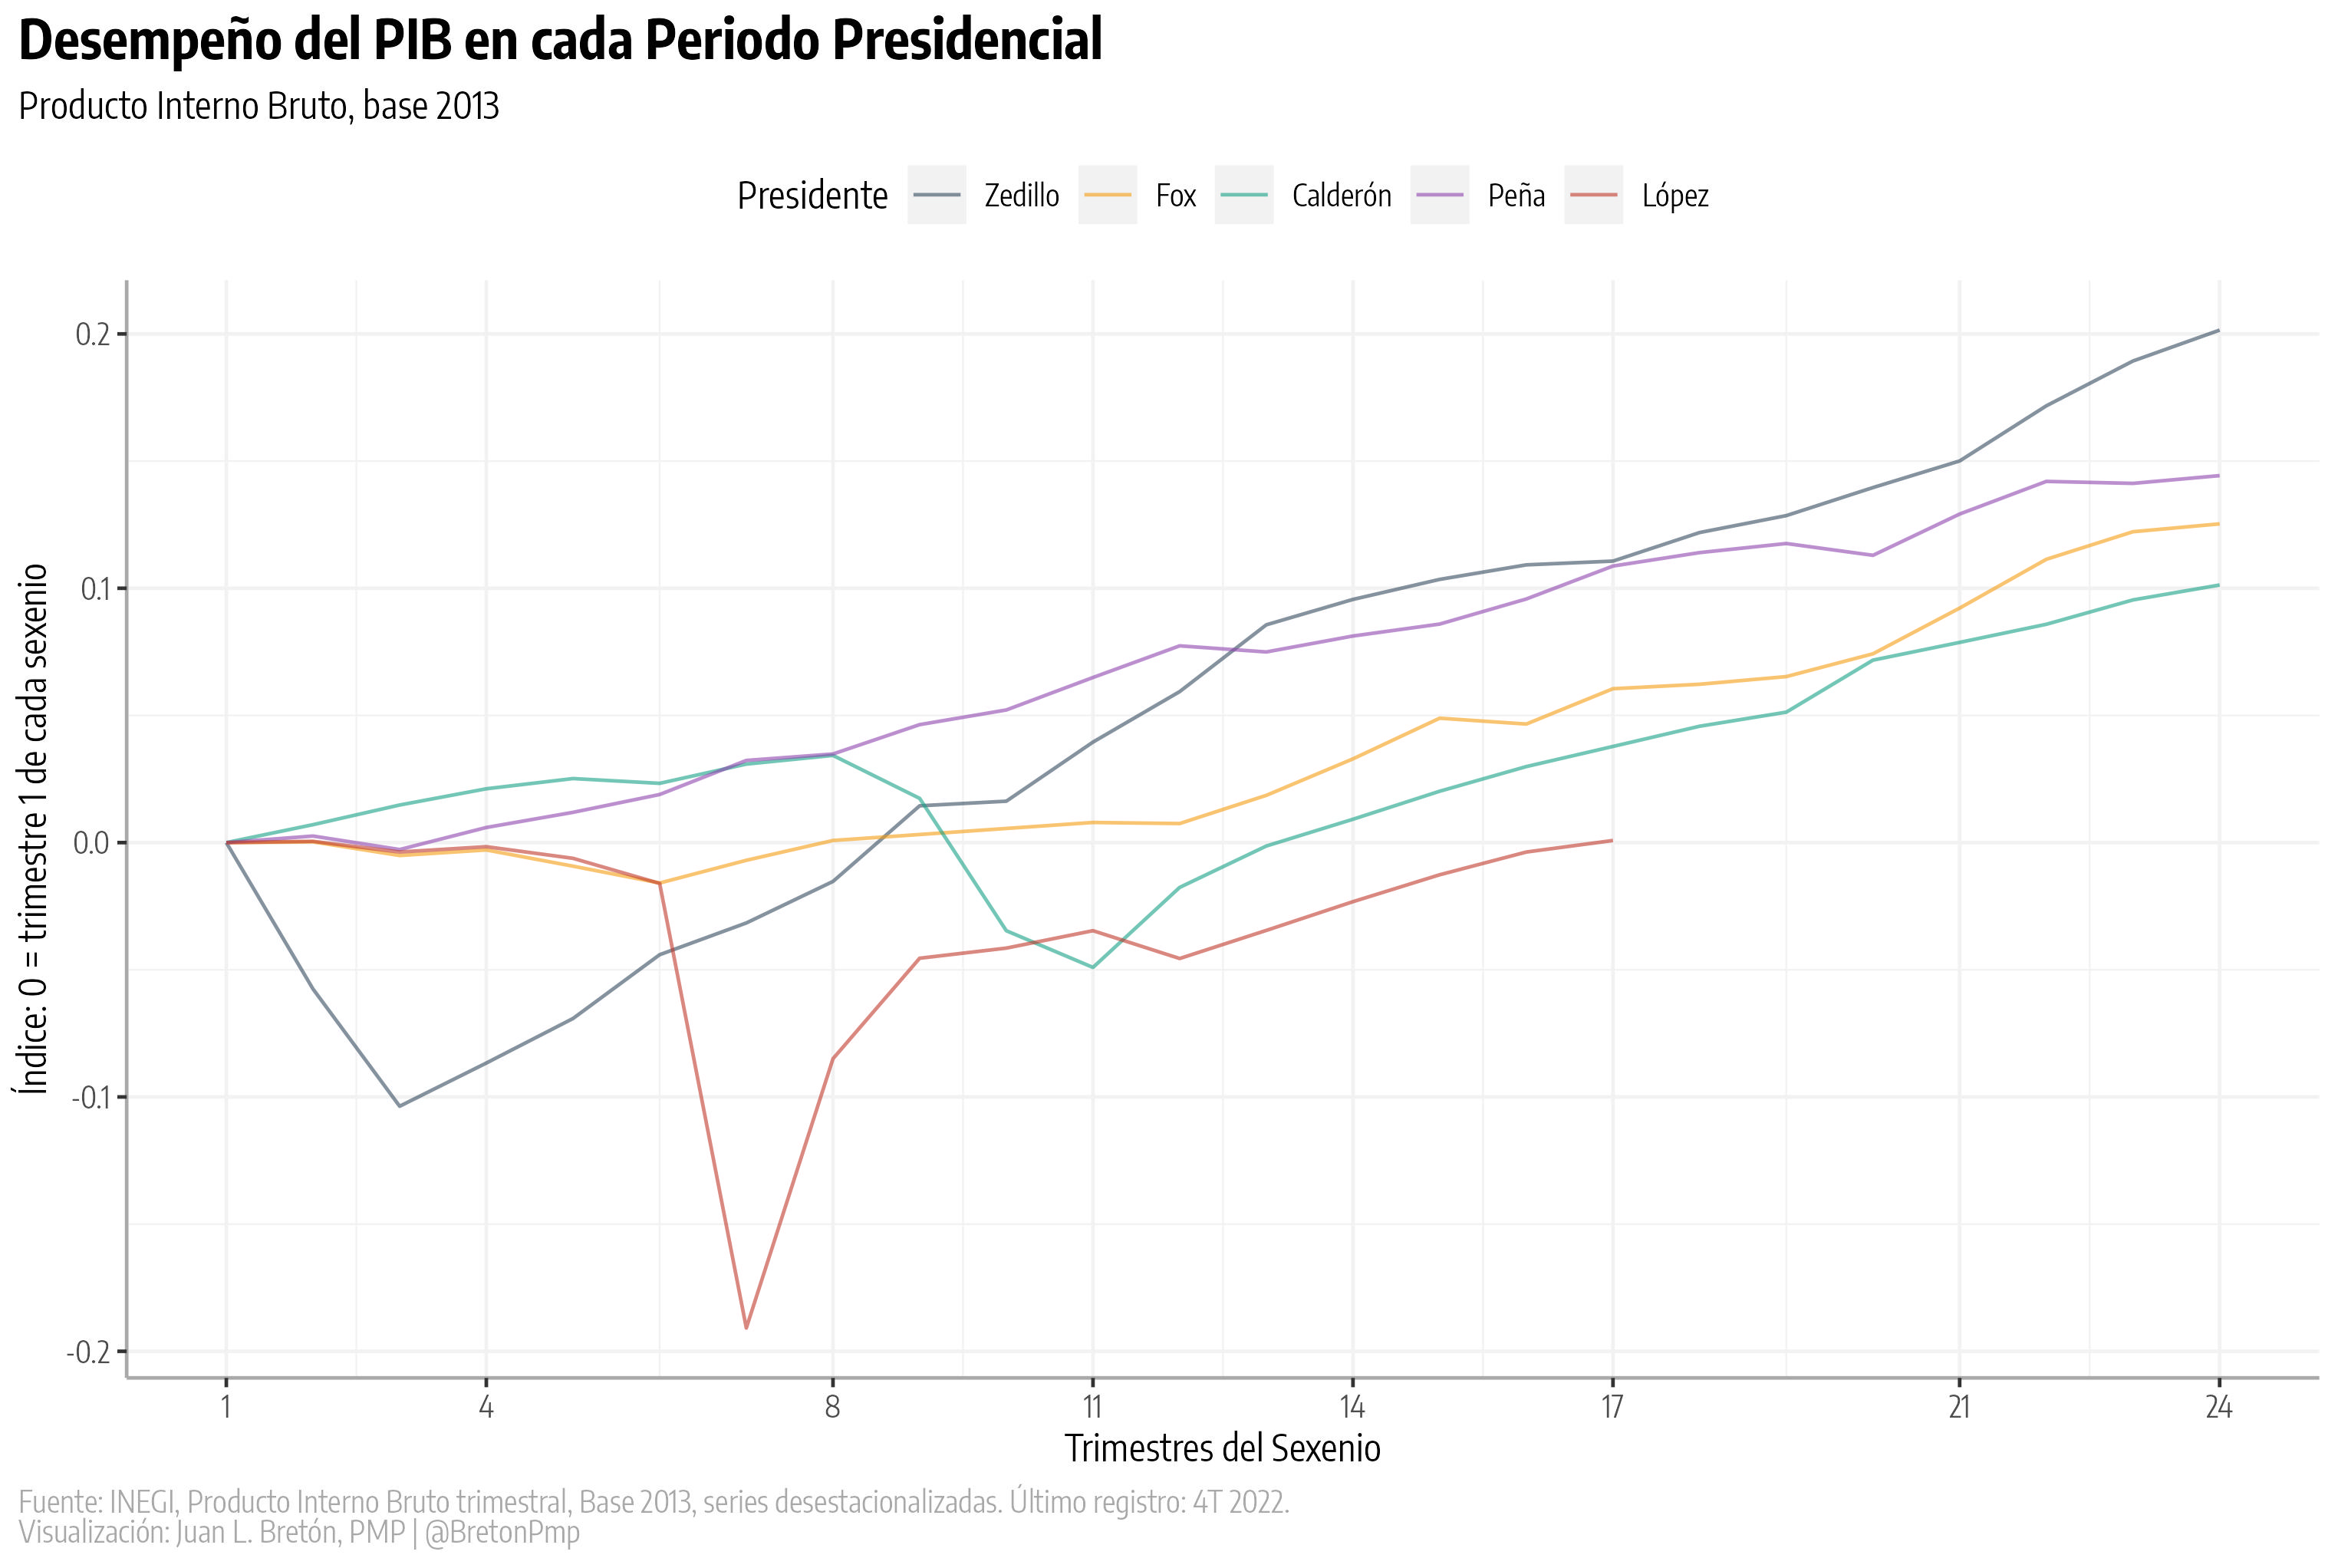 Desempeño del PIB en cada Periodo Presidencial
Producto Interno Bruto, base 2013
Presidente Zedillo Fox Calderón Peña López
Índice: 0 = trimestre 1 de cada sexenio
0.2
0.1
0.0
-0.1
-0.2
1 4 8 11 14 17 21 24
Trimestres del Sexenio
Fuente: INEGI, Producto Interno Bruto trimestral, Base 2013, series desestacionalizadas. Último registro: 4T 2022.
Visualización: Juan L. Bretón, PMP | @BretonPmp